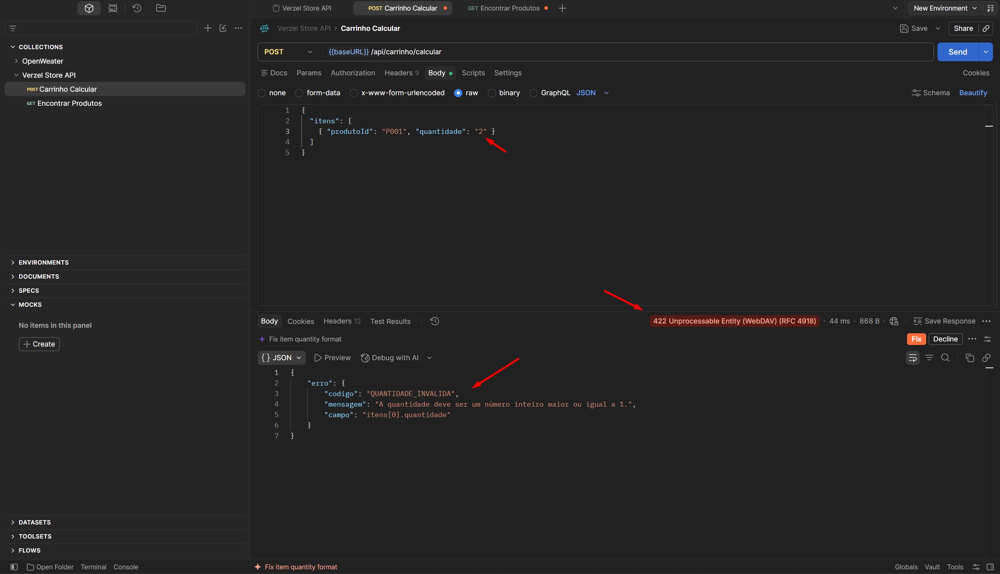 Verzel Store API
POST Carrinho Calcular
GET Encontrar Produtos
New Environment
HTTP Verzel Store API > Carrinho Calcular
Save
Share
COLLECTIONS
OpenWeater
Verzel Store API
POST Carrinho Calcular
GET Encontrar Produtos
ENVIRONMENTS
DOCUMENTS
SPECS
MOCKS
No items in this panel
+ Create
DATASETS
TOOLSETS
FLOWS
POST
{{baseURL}} /api/carrinho/calcular
Send
Docs Params Authorization Headers 9 Body Scripts Settings
Cookies
none form-data x-www-form-urlencoded raw binary GraphQL JSON
Schema Beautify
1 {
2 "itens": [
3 { "produtoId": "P001", "quantidade": "2" }
4 ]
5 }
Body Cookies Headers 12 Test Results
422 Unprocessable Entity (WebDAV) (RFC 4918) • 44 ms • 868 B •
e.g. Save Response
Fix item quantity format
Fix Decline
{} JSON Preview Debug with AI
1 {
2 "erro": {
3 "codigo": "QUANTIDADE_INVALIDA",
4 "mensagem": "A quantidade deve ser um número inteiro maior ou igual a 1.",
5 "campo": "itens[0].quantidade"
6 }
7 }
Open Folder Terminal Console
Fix item quantity format
Globals Vault Tools